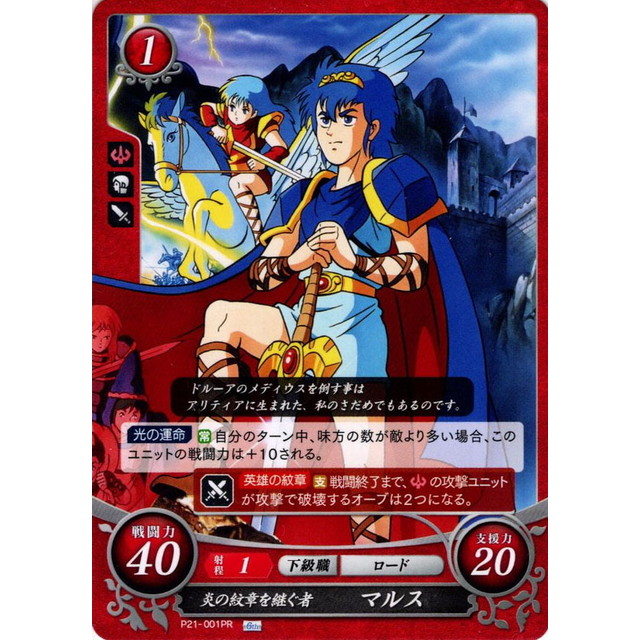 1
ドルーアのメディウスを倒す事は
アリティアに生まれた、私のさだめでもあるのです。
光の運命 常 自分のターン中、味方の数が敵より多い場合、この
ユニットの戦闘力は+10される。
英雄の紋章 支 戦闘終了まで、の攻撃ユニット
が攻撃で破壊するオーブは2つになる。
戦闘力
40
射程 1
下級職
ロード
支援力
20
炎の紋章を継ぐ者
マルス
P21-001PR